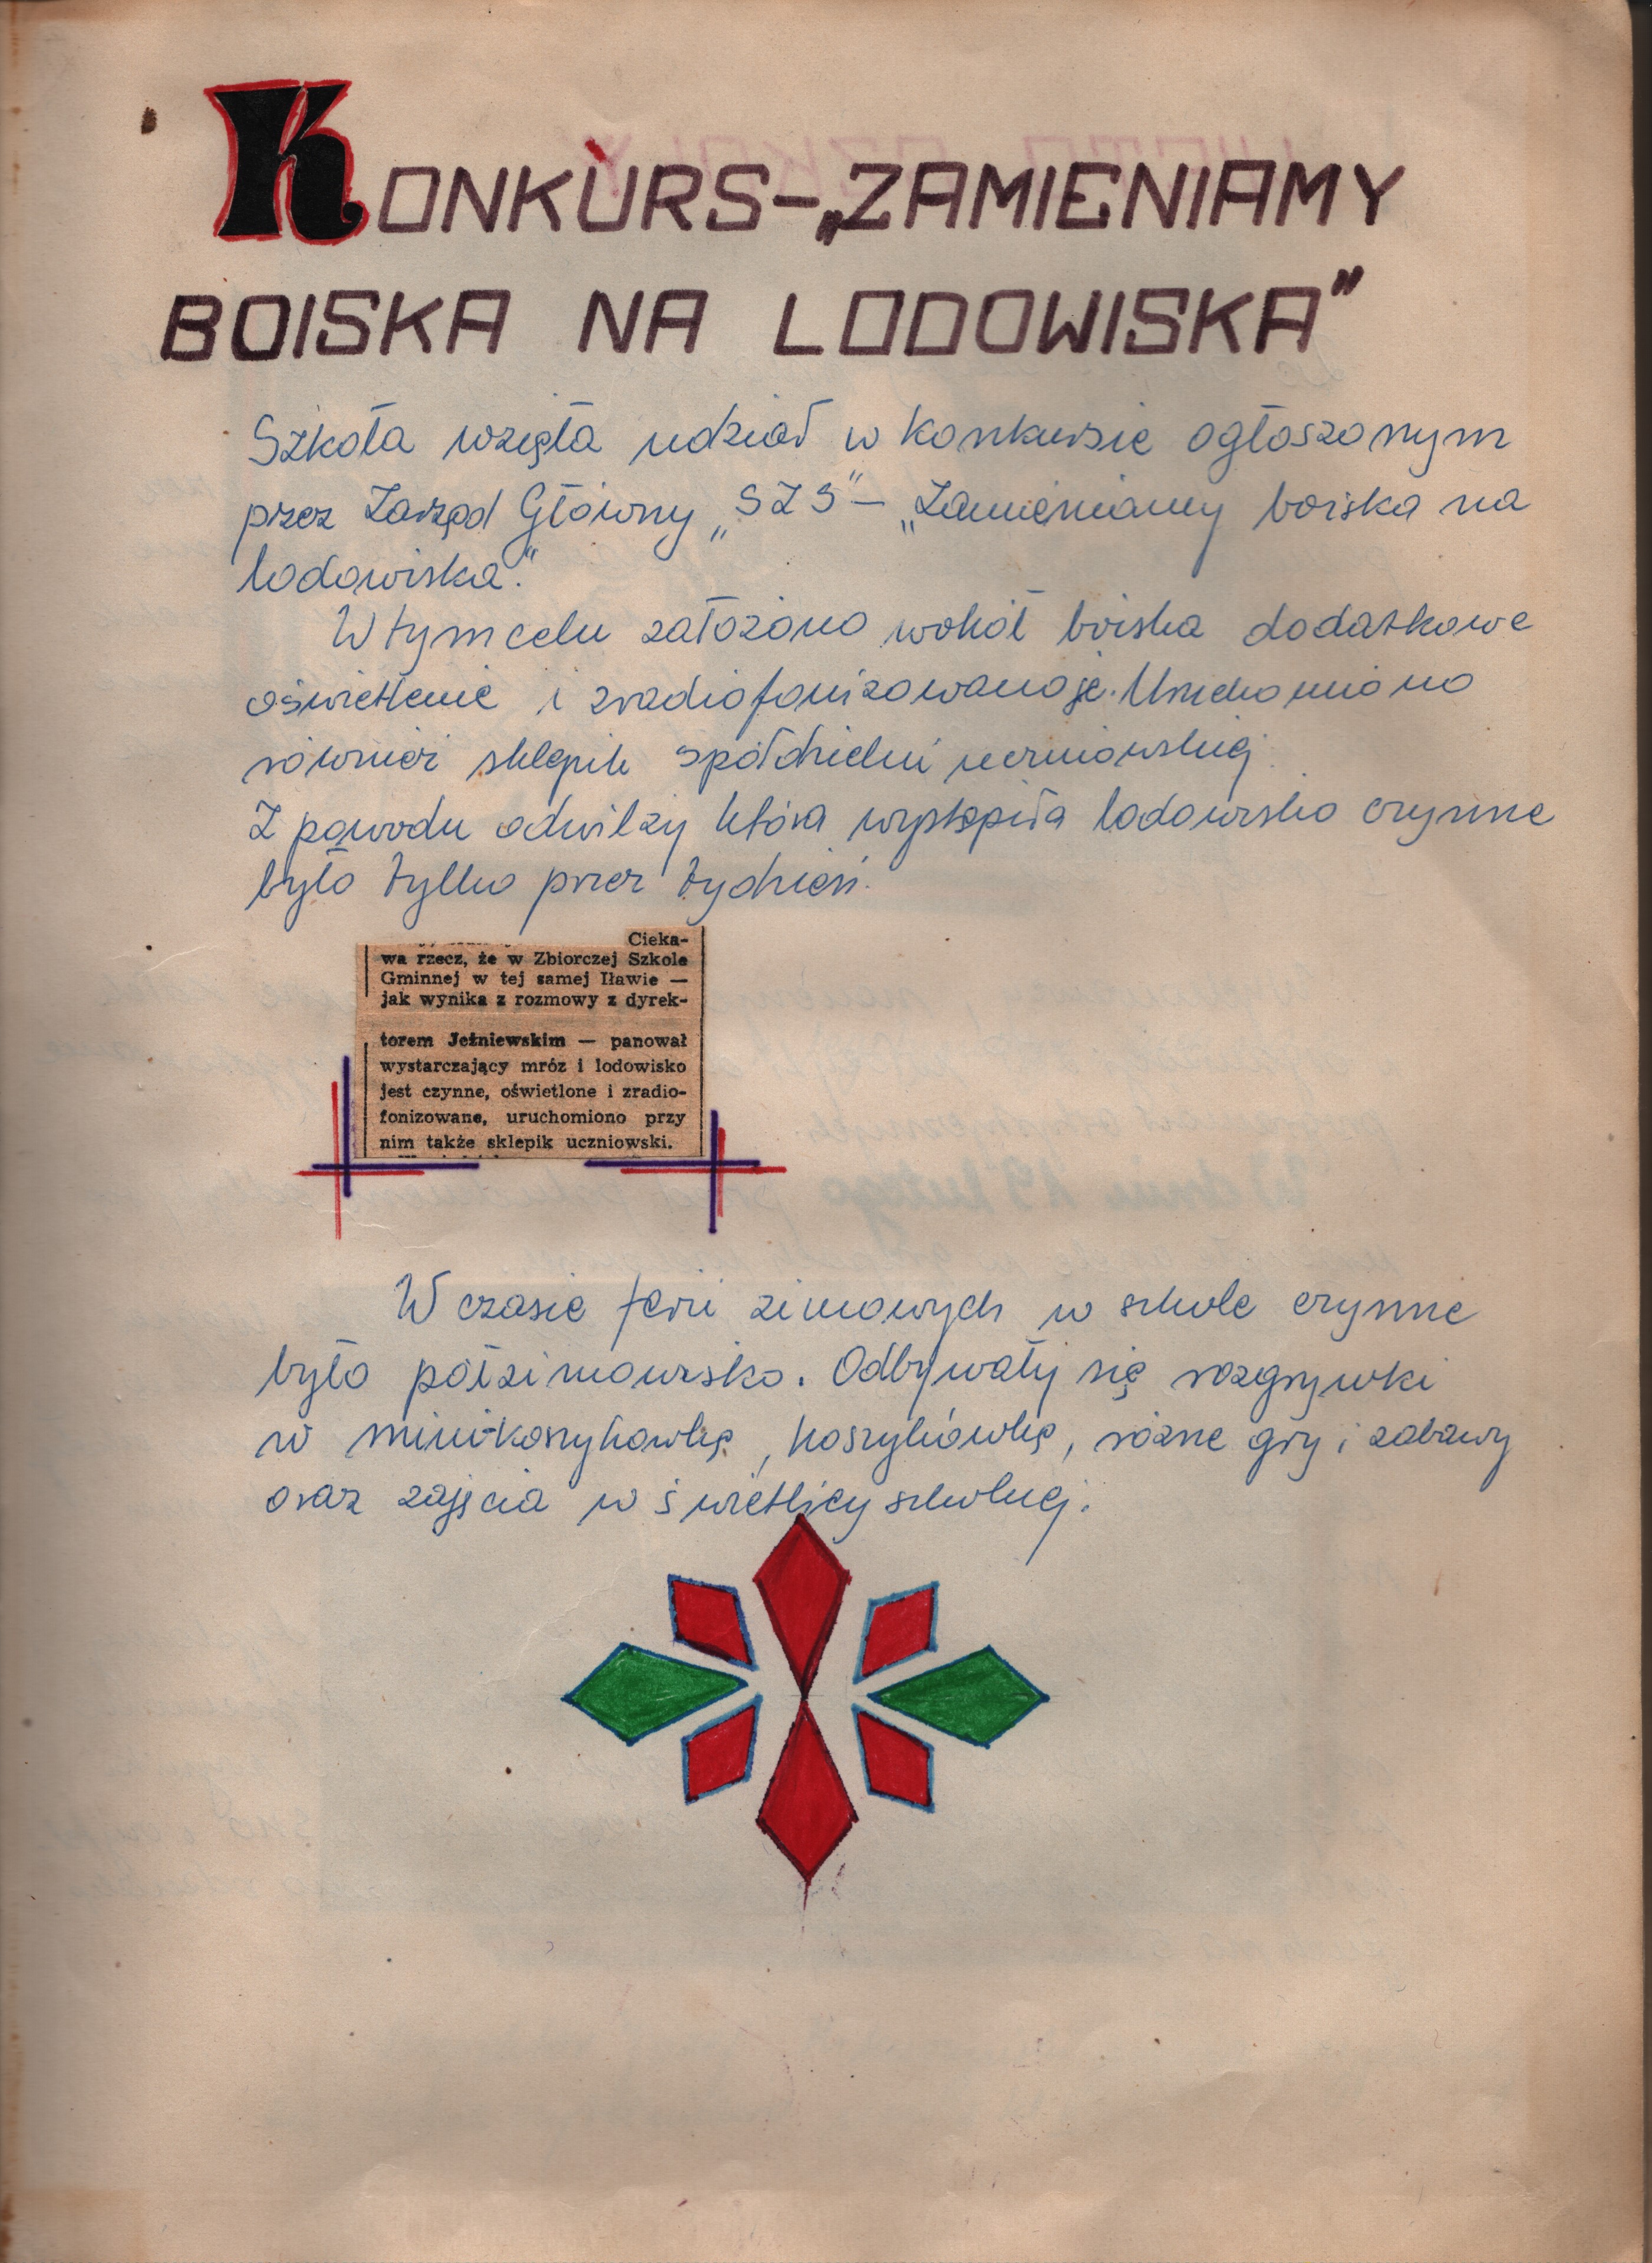 KONKURS-„ZAMIENIAMY
BOISKA NA LODOWISKA"
Szkoła wzięła udział w konkursie ogłoszonym
przez Zarząd Główny „SZS" – „Zamieniamy boiska na
lodowiska".
W tym celu założono wokół boiska dodatkowe
oświetlenie i zradiofonizowano je. Uruchomiono
również sklepik spółdzielni uczniowskiej.
Z powodu odwilży która wystąpiła lodowisko czynne
było tylko przez tydzień.
Cieka-
wa rzecz, że w Zbiorczej Szkole
Gminnej w tej samej Iławie —
jak wynika z rozmowy z dyrek-
torem Jeźniewskim — panował
wystarczający mróz i lodowisko
jest czynne, oświetlone i zradio-
fonizowane, uruchomiono przy
nim także sklepik uczniowski.
W czasie ferii zimowych w szkole czynne
było półzimowisko. Odbywały się rozgrywki
w mini-koszykówkę, koszykówkę, różne gry i zabawy
oraz zajęcia w świetlicy szkolnej.